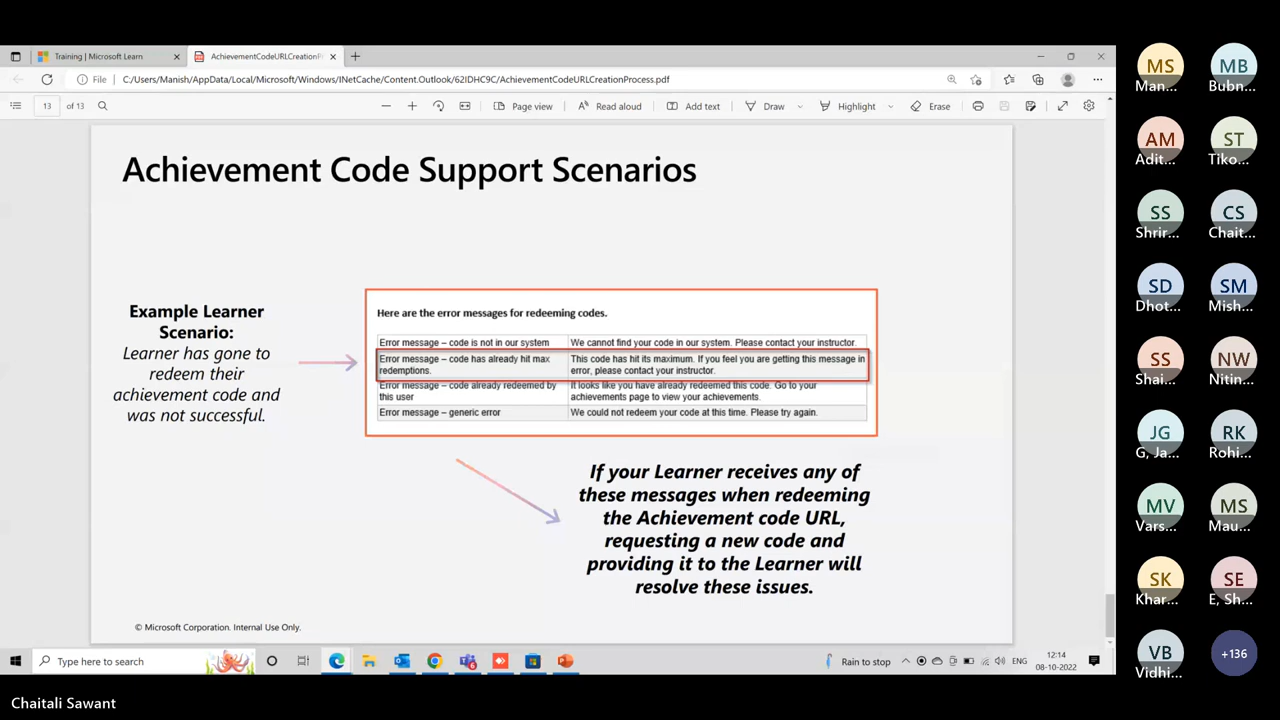 Training | Microsoft Learn
AchievementCodeURLCreationPr
File
C:/Users/Manish/AppData/Local/Microsoft/Windows/INetCache/Content.Outlook/62IDHC9C/AchievementCodeURLCreationProcess.pdf
13 of 13
Page view
Read aloud
Add text
Draw
Highlight
Erase
Achievement Code Support Scenarios
Example Learner
Scenario:
Learner has gone to
redeem their
achievement code and
was not successful.
Here are the error messages for redeeming codes.
Error message – code is not in our system
We cannot find your code in our system. Please contact your instructor.
Error message – code has already hit max
redemptions.
This code has hit its maximum. If you feel you are getting this message in
error, please contact your instructor.
Error message – code already redeemed by
this user
It looks like you have already redeemed this code. Go to your
achievements page to view your achievements.
Error message – generic error
We could not redeem your code at this time. Please try again.
If your Learner receives any of
these messages when redeeming
the Achievement code URL,
requesting a new code and
providing it to the Learner will
resolve these issues.
© Microsoft Corporation. Internal Use Only.
Type here to search
Rain to stop
ENG
12:14
08-10-2022
Chaitali Sawant
MS
Man...
MB
Bubn...
AM
Adit...
ST
Tiko...
SS
Shrir...
CS
Chait...
SD
Dhot...
SM
Mish...
SS
Shai...
NW
Nitin...
JG
G, Ja...
RK
Rohi...
MV
Vars...
MS
Mau...
SK
Khar...
SE
E, Sh...
VB
Vidhi...
+136